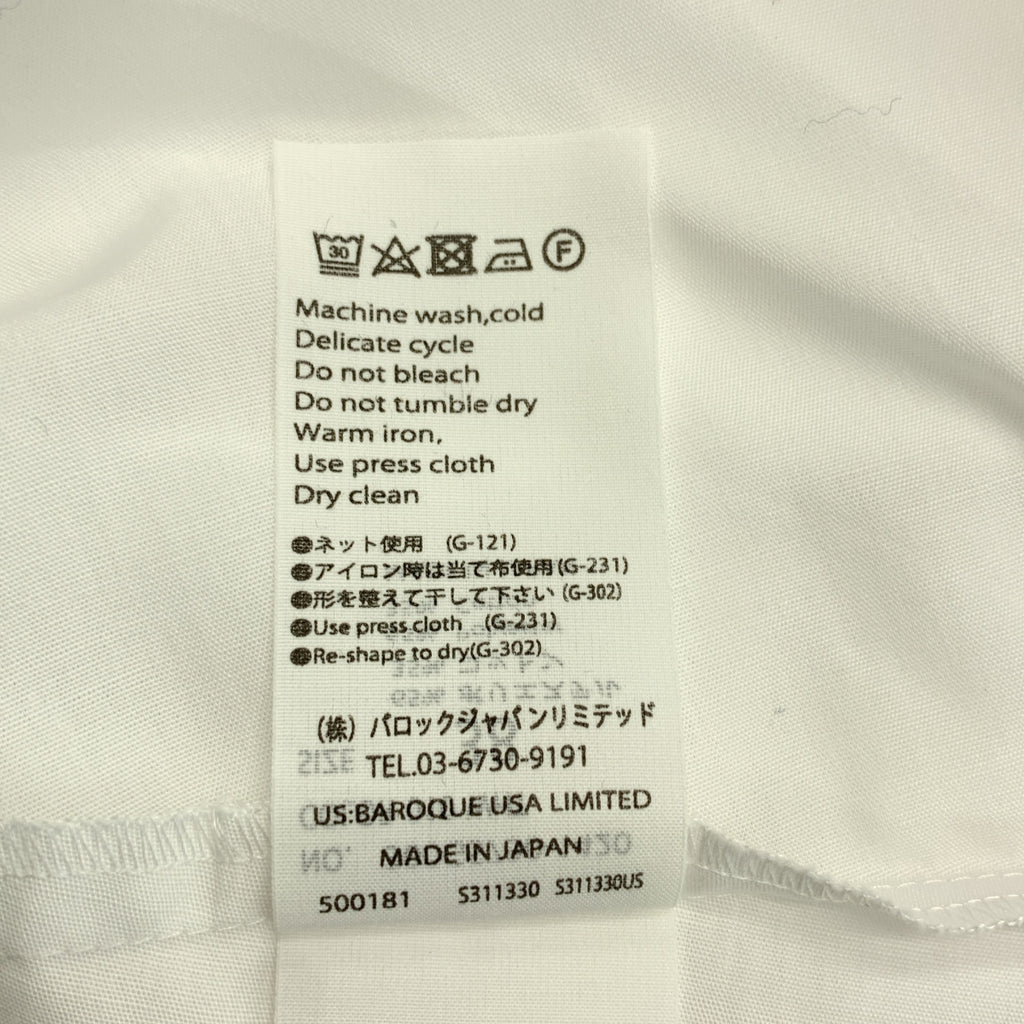 30 F
Machine wash,cold
Delicate cycle
Do not bleach
Do not tumble dry
Warm iron,
Use press cloth
Dry clean
●ネット使用 (G-121)
●アイロン時は当て布使用(G-231)
●形を整えて干して下さい (G-302)
●Use press cloth (G-231)
●Re-shape to dry(G-302)
(株) バロックジャパンリミテッド
TEL.03-6730-9191
US:BAROQUE USA LIMITED
MADE IN JAPAN
500181 S311330 S311330US